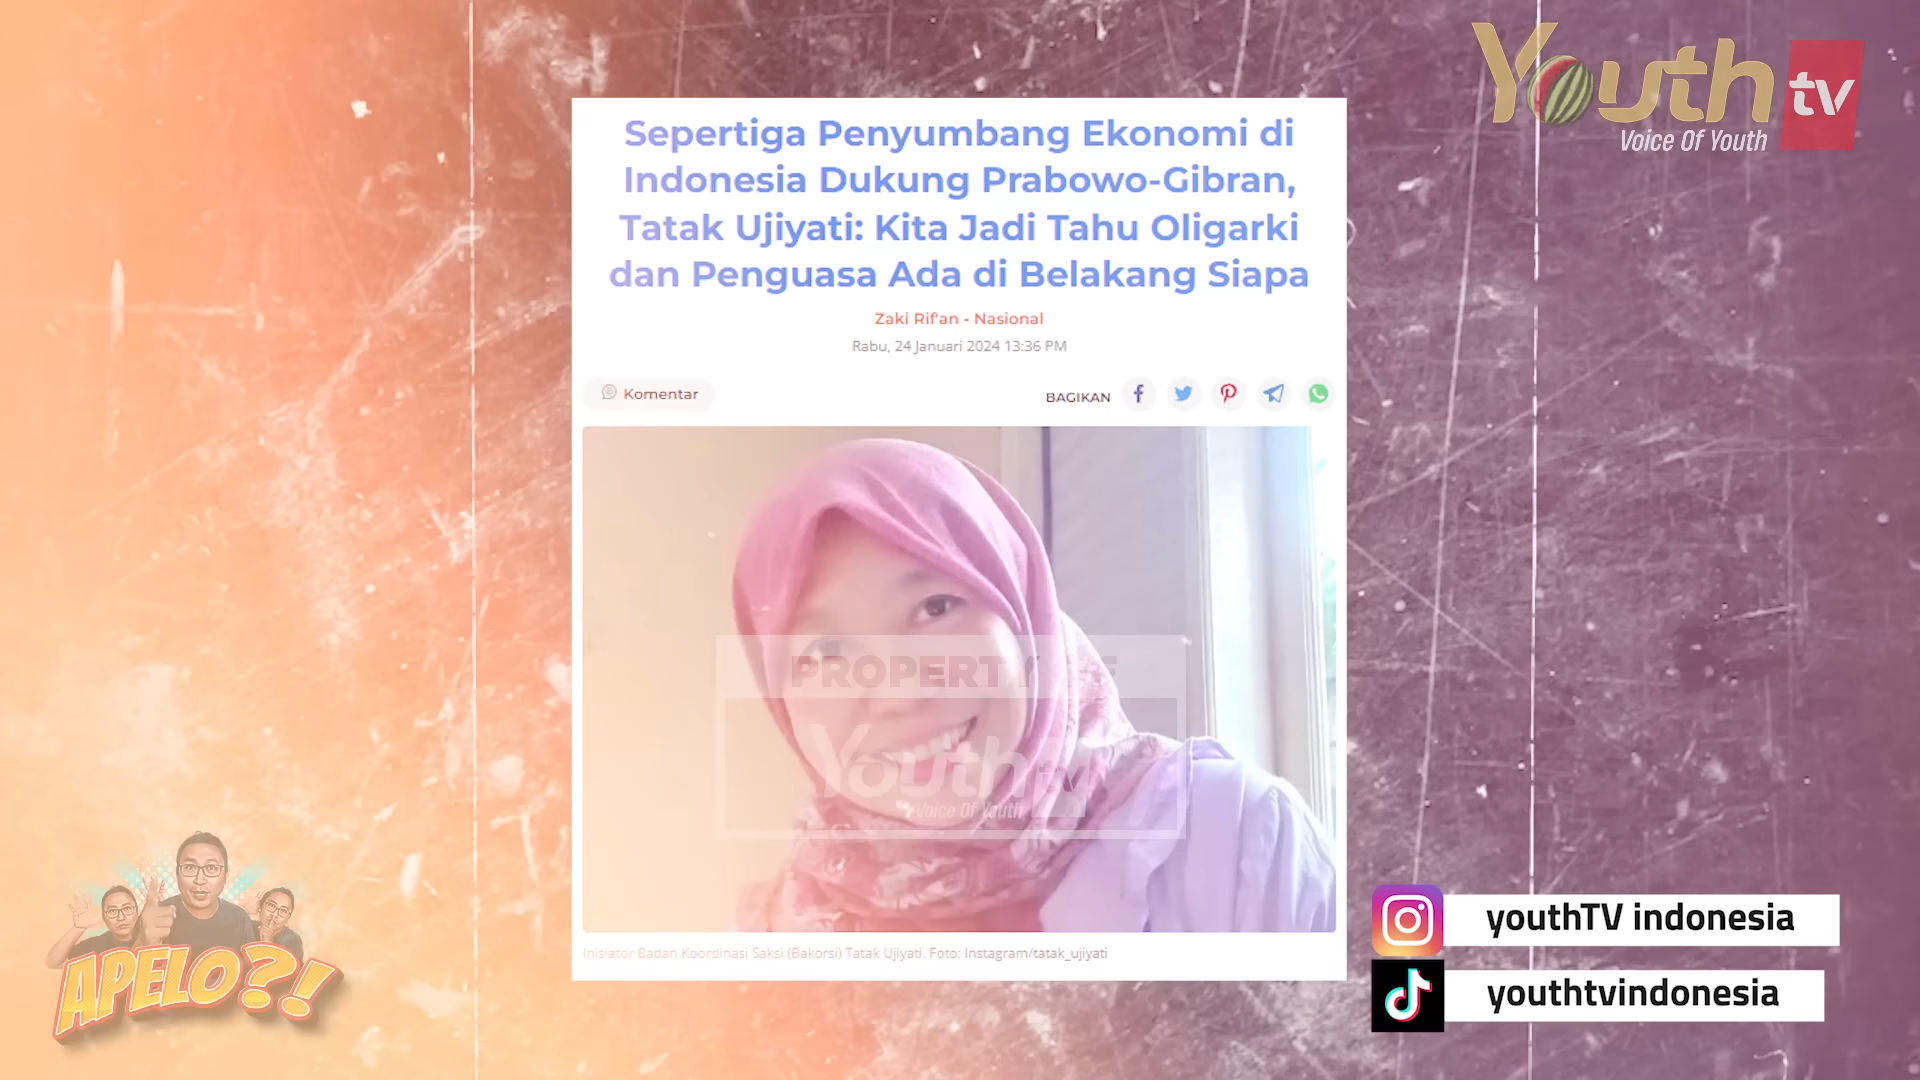 Youth tv
Voice Of Youth
Sepertiga Penyumbang Ekonomi di
Indonesia Dukung Prabowo-Gibran,
Tatak Ujiyati: Kita Jadi Tahu Oligarki
dan Penguasa Ada di Belakang Siapa
Zaki Rif'an - Nasional
Rabu, 24 Januari 2024 13:36 PM
Komentar
BAGIKAN
PROPERTY OF
Youth tv
Voice Of Youth
Inisiator Badan Koordinasi Saksi (Bakorsi) Tatak Ujiyati. Foto: Instagram/tatak_ujiyati
APELO?!
youthTV indonesia
youthtvindonesia